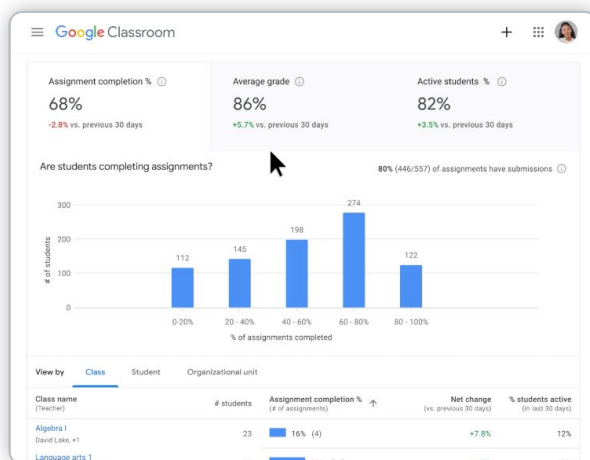 Google Classroom
Assignment completion %
68%
-2.8% vs. previous 30 days
Average grade
86%
+5.7% vs. previous 30 days
Active students %
82%
+3.5% vs. previous 30 days
Are students completing assignments?
80% (446/557) of assignments have submissions
# of students
300
200
100
0
112
145
198
274
122
0-20%
20 - 40%
40 - 60%
60 - 80%
80 - 100%
% of assignments completed
View by Class Student Organizational unit
Class name
(Teacher)
# students
Assignment completion %
(# of assignments)
Net change
(vs. previous 30 days)
% students active
(in last 30 days)
Algebra I
David Lake, +1
23
16% (4)
+7.8%
12%
Language arts 1